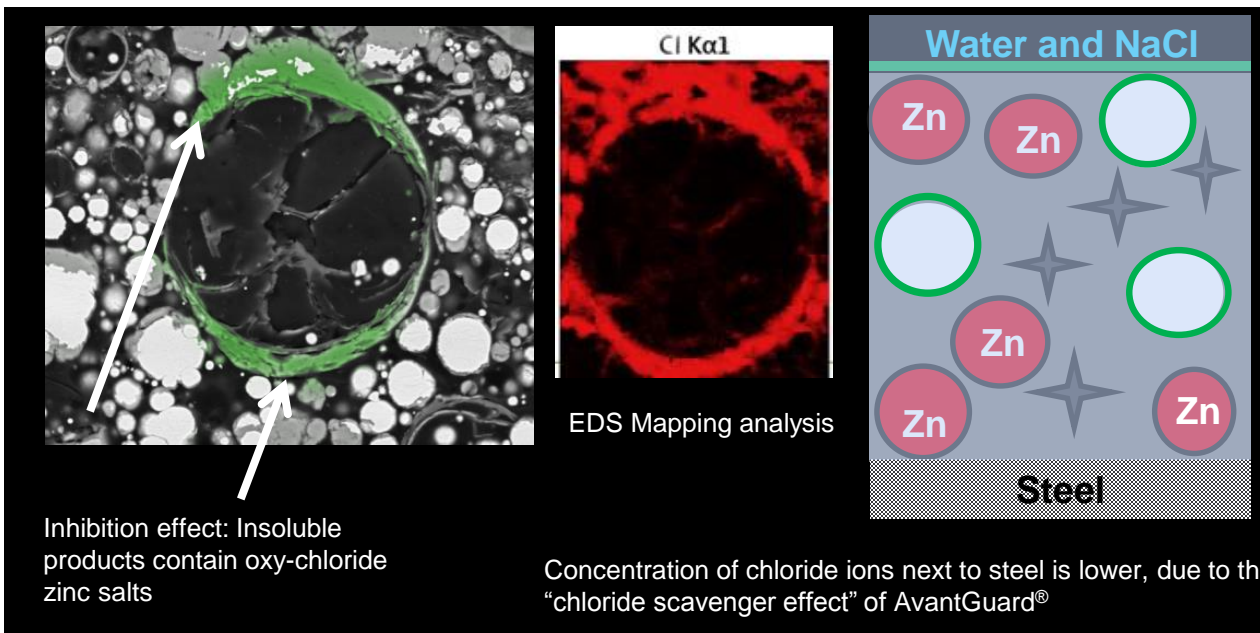 Cl Kα1
Water and NaCl
Zn
Zn
Zn
Zn
Zn
Steel
EDS Mapping analysis
Inhibition effect: Insoluble
products contain oxy-chloride
zinc salts
Concentration of chloride ions next to steel is lower, due to th
“chloride scavenger effect” of AvantGuard®